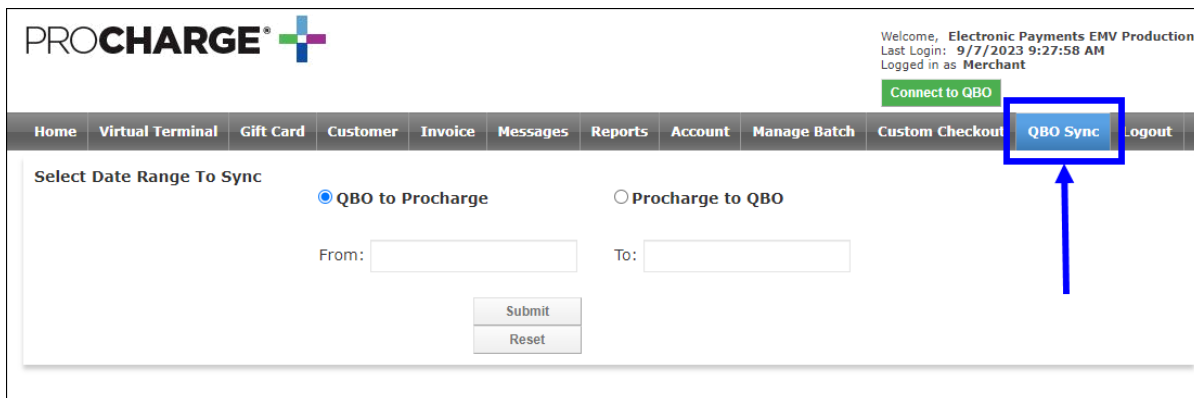 PROCHARGE®
Welcome, Electronic Payments EMV Production
Last Login: 9/7/2023 9:27:58 AM
Logged in as Merchant
Connect to QBO
Home Virtual Terminal Gift Card Customer Invoice Messages Reports Account Manage Batch Custom Checkout QBO Sync Logout
Select Date Range To Sync
QBO to Procharge Procharge to QBO
From: To:
Submit
Reset